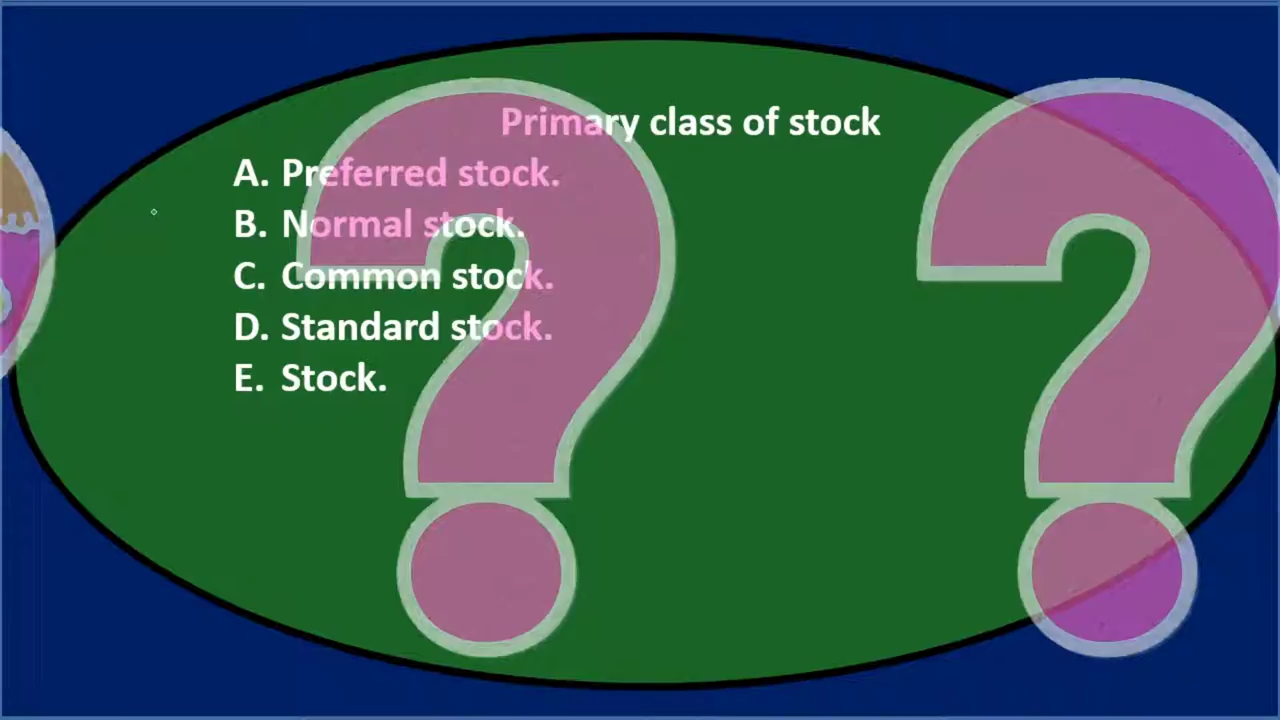 Primary class of stock
A. Preferred stock.
B. Normal stock.
C. Common stock.
D. Standard stock.
E. Stock.